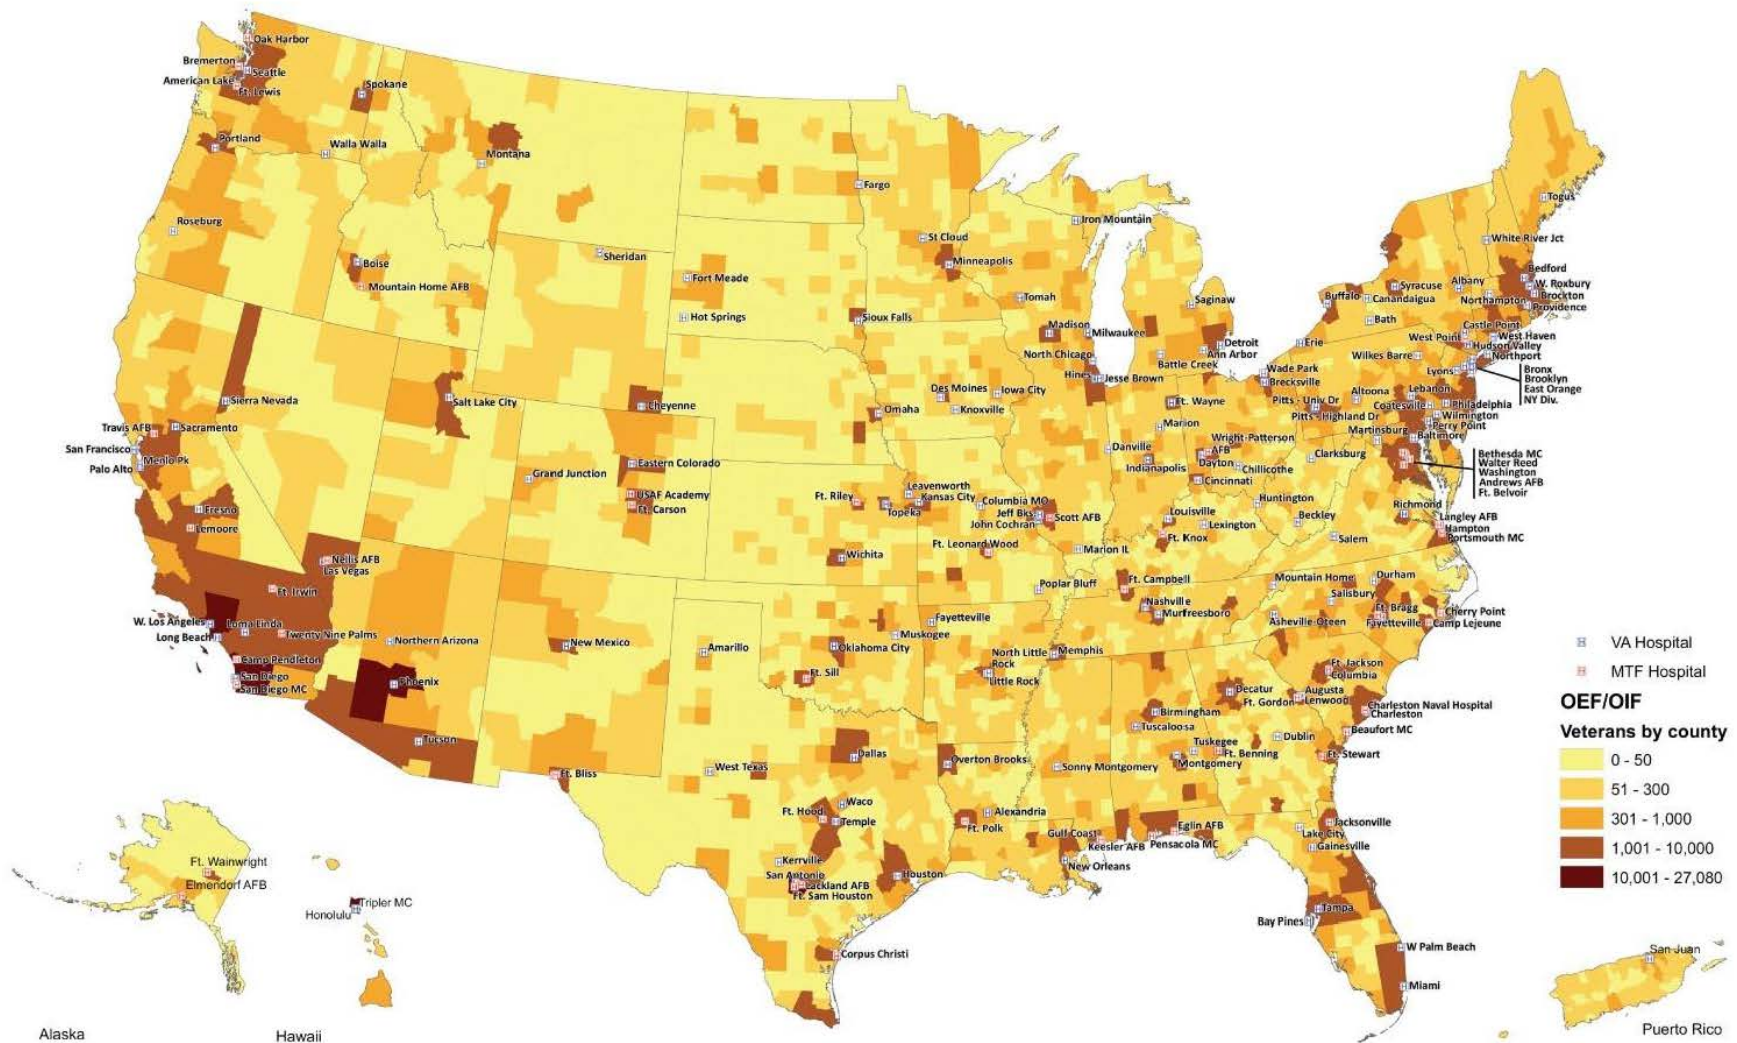 Oak Harbor
Bremerton
Seattle
American Lake
Ft. Lewis
Spokane
Portland
Walla Walla
Montana
Fargo
Togus
Roseburg
Iron Mountain
White River Jct
St Cloud
Sheridan
Boise
Minneapolis
Bedford
Mountain Home AFB
Fort Meade
Syracuse
Albany
W. Roxbury
Tomah
Saginaw
Buffalo
Canandaigua
Northampton
Brockton
Providence
Hot Springs
Sioux Falls
Bath
Madison
Milwaukee
Castle Point
West Point
West Haven
Hudson Valley
Detroit
Ann Arbor
Erie
North Chicago
Battle Creek
Wilkes Barre
Northport
Hines
Jesse Brown
Wade Park
Brecksville
Lyons
Bronx
Brooklyn
East Orange
NY Div.
Des Moines
Iowa City
Altoona
Lebanon
Sierra Nevada
Salt Lake City
Cheyenne
Omaha
Knoxville
Ft. Wayne
Pitts - Univ Dr
Coatesville
Philadelphia
Pitts - Highland Dr
Wilmington
Marion
Perry Point
Travis AFB
Sacramento
Martinsburg
Baltimore
San Francisco
Menlo Pk
Palo Alto
Danville
Wright-Patterson
AFB
Clarksburg
Bethesda MC
Walter Reed
Washington
Andrews AFB
Ft. Belvoir
Grand Junction
Eastern Colorado
Indianapolis
Dayton
Chillicothe
Cincinnati
Leavenworth
Kansas City
Ft. Riley
Topeka
Columbia MO
USAF Academy
Ft. Carson
Jeff Bks
John Cochran
Scott AFB
Huntington
Richmond
Fresno
Lemoore
Louisville
Lexington
Beckley
Langley AFB
Hampton
Portsmouth MC
Ft. Knox
Salem
Ft. Leonard Wood
Marion IL
Wichita
Nellis AFB
Las Vegas
Ft. Irwin
Poplar Bluff
Ft. Campbell
Mountain Home
Durham
Salisbury
Nashville
Murfreesboro
Ft. Bragg
Cherry Point
W. Los Angeles
Loma Linda
Long Beach
Twenty Nine Palms
Northern Arizona
New Mexico
Fayetteville
Muskogee
Asheville-Oteen
Fayetteville
Camp Lejeune
Amarillo
Oklahoma City
North Little
Rock
Memphis
VA Hospital
Camp Pendleton
San Diego
San Diego MC
Phoenix
Ft. Sill
Little Rock
Ft. Jackson
Columbia
MTF Hospital
Decatur
Augusta
Ft. Gordon
Lenwood
Charleston Naval Hospital
Charleston
OEF/OIF
Birmingham
Tuscaloosa
Beaufort MC
Veterans by county
Tucson
Dallas
Tuskegee
Dublin
Ft. Benning
Montgomery
Ft. Stewart
0 - 50
Ft. Bliss
West Texas
Overton Brooks
Sonny Montgomery
51 - 300
Waco
Ft. Hood
Temple
Alexandria
Ft. Polk
Eglin AFB
Jacksonville
301 - 1,000
Gulf Coast
Keesler AFB
Pensacola MC
Lake City
Gainesville
1,001 - 10,000
Ft. Wainwright
Kerrville
New Orleans
10,001 - 27,080
Elmendorf AFB
San Antonio
Lackland AFB
Ft. Sam Houston
Houston
Tripler MC
Honolulu
Tampa
Bay Pines
W Palm Beach
San Juan
Corpus Christi
Miami
Alaska
Hawaii
Puerto Rico